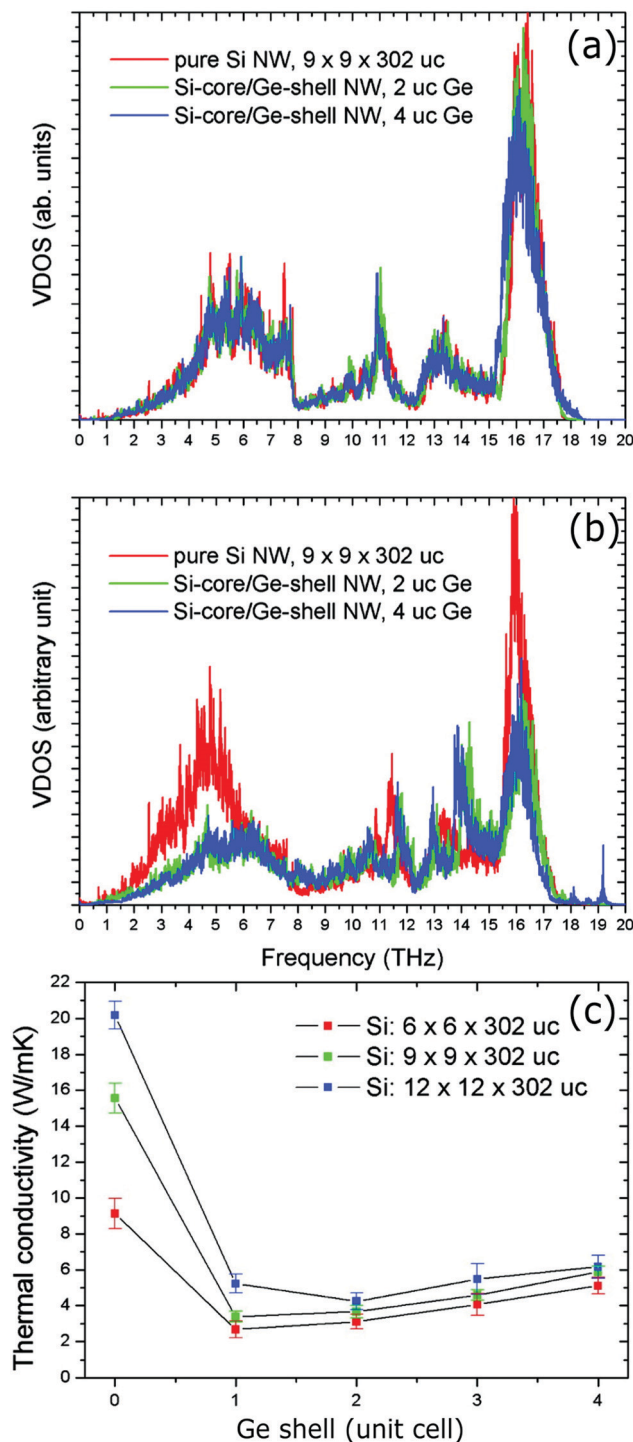 (a)
pure Si NW, 9 x 9 x 302 uc
Si-core/Ge-shell NW, 2 uc Ge
Si-core/Ge-shell NW, 4 uc Ge
VDOS (ab. units)
0 1 2 3 4 5 6 7 8 9 10 11 12 13 14 15 16 17 18 19 20
(b)
pure Si NW, 9 x 9 x 302 uc
Si-core/Ge-shell NW, 2 uc Ge
Si-core/Ge-shell NW, 4 uc Ge
VDOS (arbitrary unit)
0 1 2 3 4 5 6 7 8 9 10 11 12 13 14 15 16 17 18 19 20
Frequency (THz)
(c)
Si: 6 x 6 x 302 uc
Si: 9 x 9 x 302 uc
Si: 12 x 12 x 302 uc
Thermal conductivity (W/mK)
22
20
18
16
14
12
10
8
6
4
2
0
0 1 2 3 4
Ge shell (unit cell)